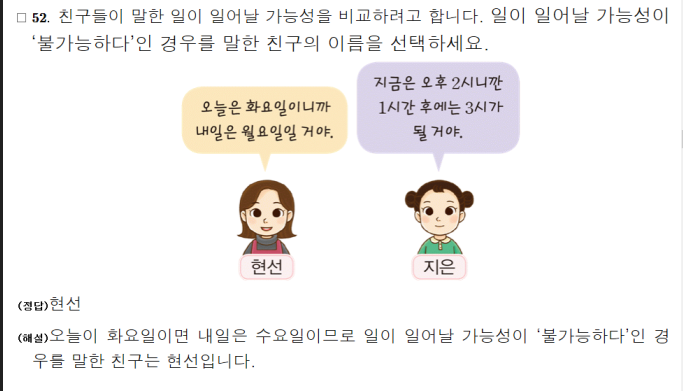 □ 52. 친구들이 말한 일이 일어날 가능성을 비교하려고 합니다. 일이 일어날 가능성이
‘불가능하다’인 경우를 말한 친구의 이름을 선택하세요.
오늘은 화요일이니까
내일은 월요일일 거야.
지금은 오후 2시니깐
1시간 후에는 3시가
될 거야.
현선
지은
(정답)현선
(해설)오늘이 화요일이면 내일은 수요일이므로 일이 일어날 가능성이 ‘불가능하다’인 경
우를 말한 친구는 현선입니다.